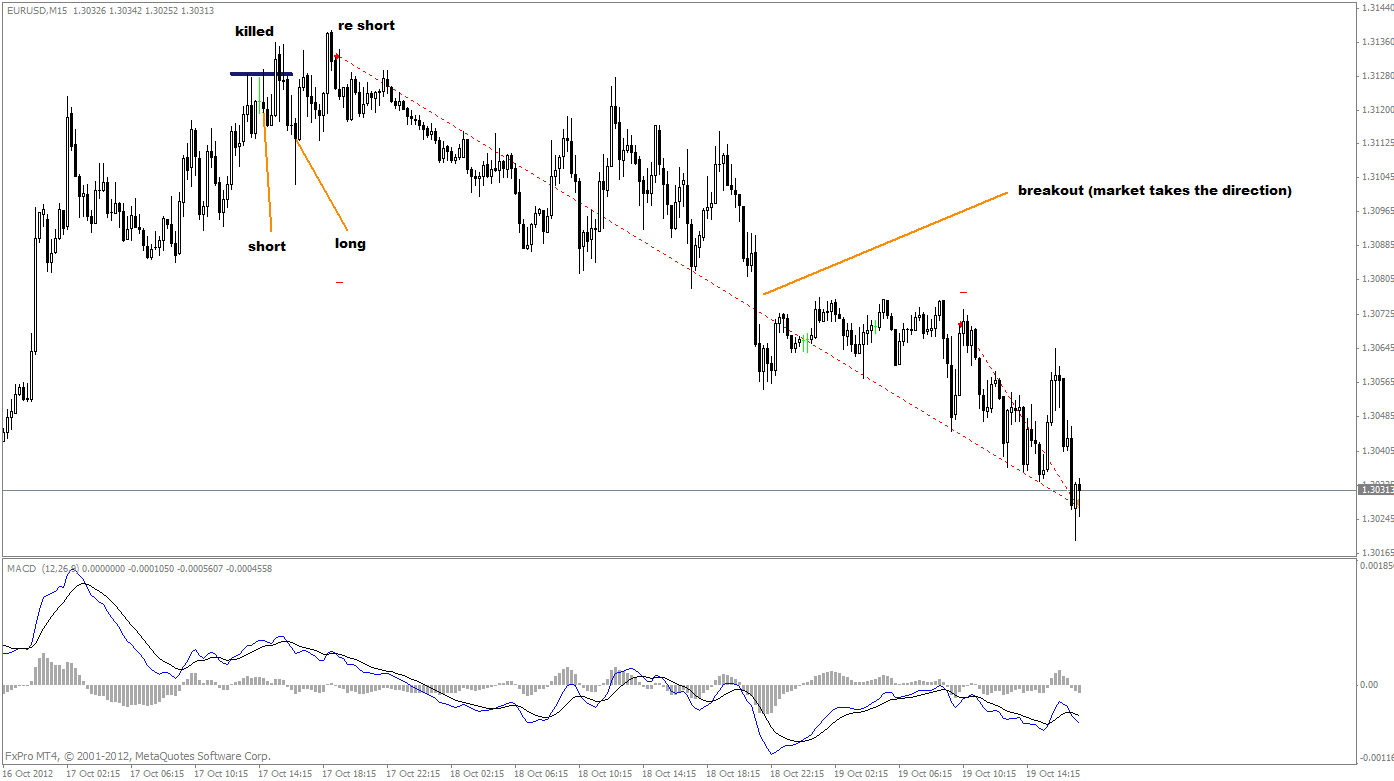 EURUSD,M15 1.30326 1.30342 1.30252 1.30313
killed
re short
short
long
breakout (market takes the direction)
1.31440
1.31360
1.31280
1.31200
1.31125
1.31045
1.30965
1.30885
1.30805
1.30725
1.30645
1.30565
1.30485
1.30405
1.30313
1.30245
1.30165
MACD (12,26,9) 0.0000000 -0.0001050 -0.0005607 -0.0004558
0.00
FxPro MT4, © 2001-2012, MetaQuotes Software Corp.
16 Oct 2012 17 Oct 02:15 17 Oct 06:15 17 Oct 10:15 17 Oct 14:15 17 Oct 18:15 17 Oct 22:15 18 Oct 02:15 18 Oct 06:15 18 Oct 10:15 18 Oct 14:15 18 Oct 18:15 18 Oct 22:15 19 Oct 02:15 19 Oct 06:15 19 Oct 10:15 19 Oct 14:15